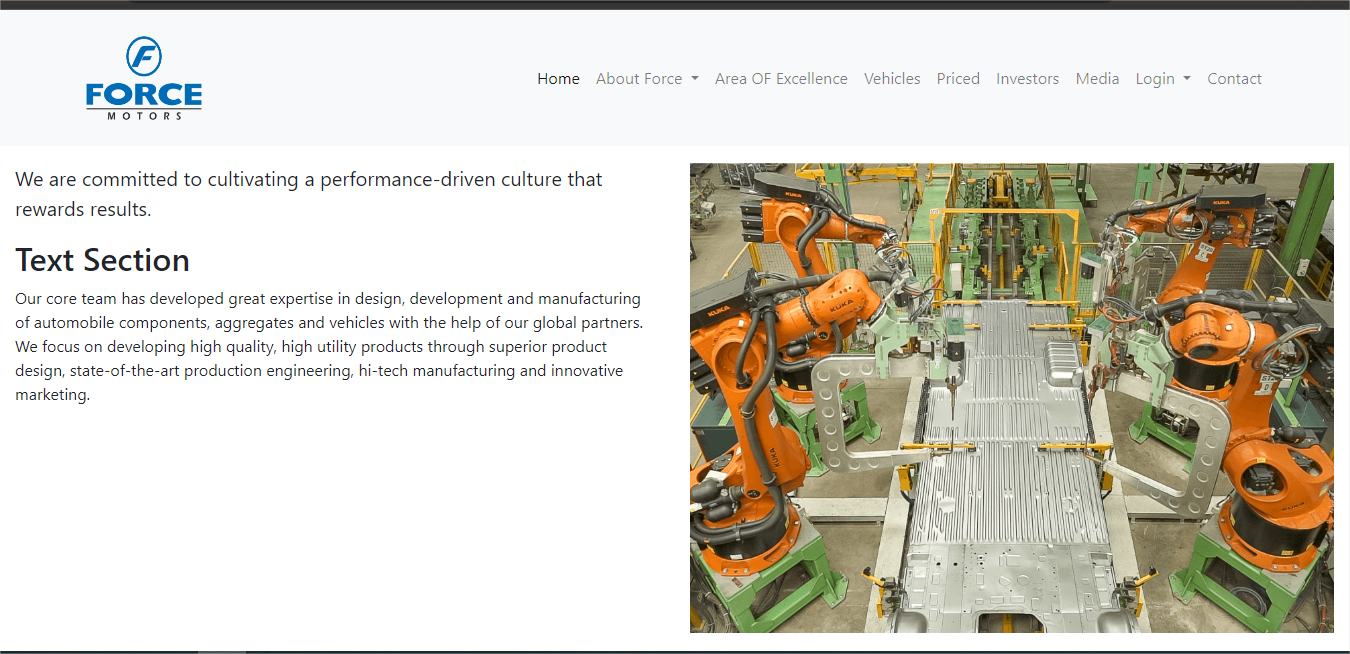 F
FORCE
MOTORS
Home About Force Area OF Excellence Vehicles Priced Investors Media Login Contact
We are committed to cultivating a performance-driven culture that
rewards results.
Text Section
Our core team has developed great expertise in design, development and manufacturing
of automobile components, aggregates and vehicles with the help of our global partners.
We focus on developing high quality, high utility products through superior product
design, state-of-the-art production engineering, hi-tech manufacturing and innovative
marketing.
KUKA
KUKA
KUKA
KUKA
KUKA
KUKA